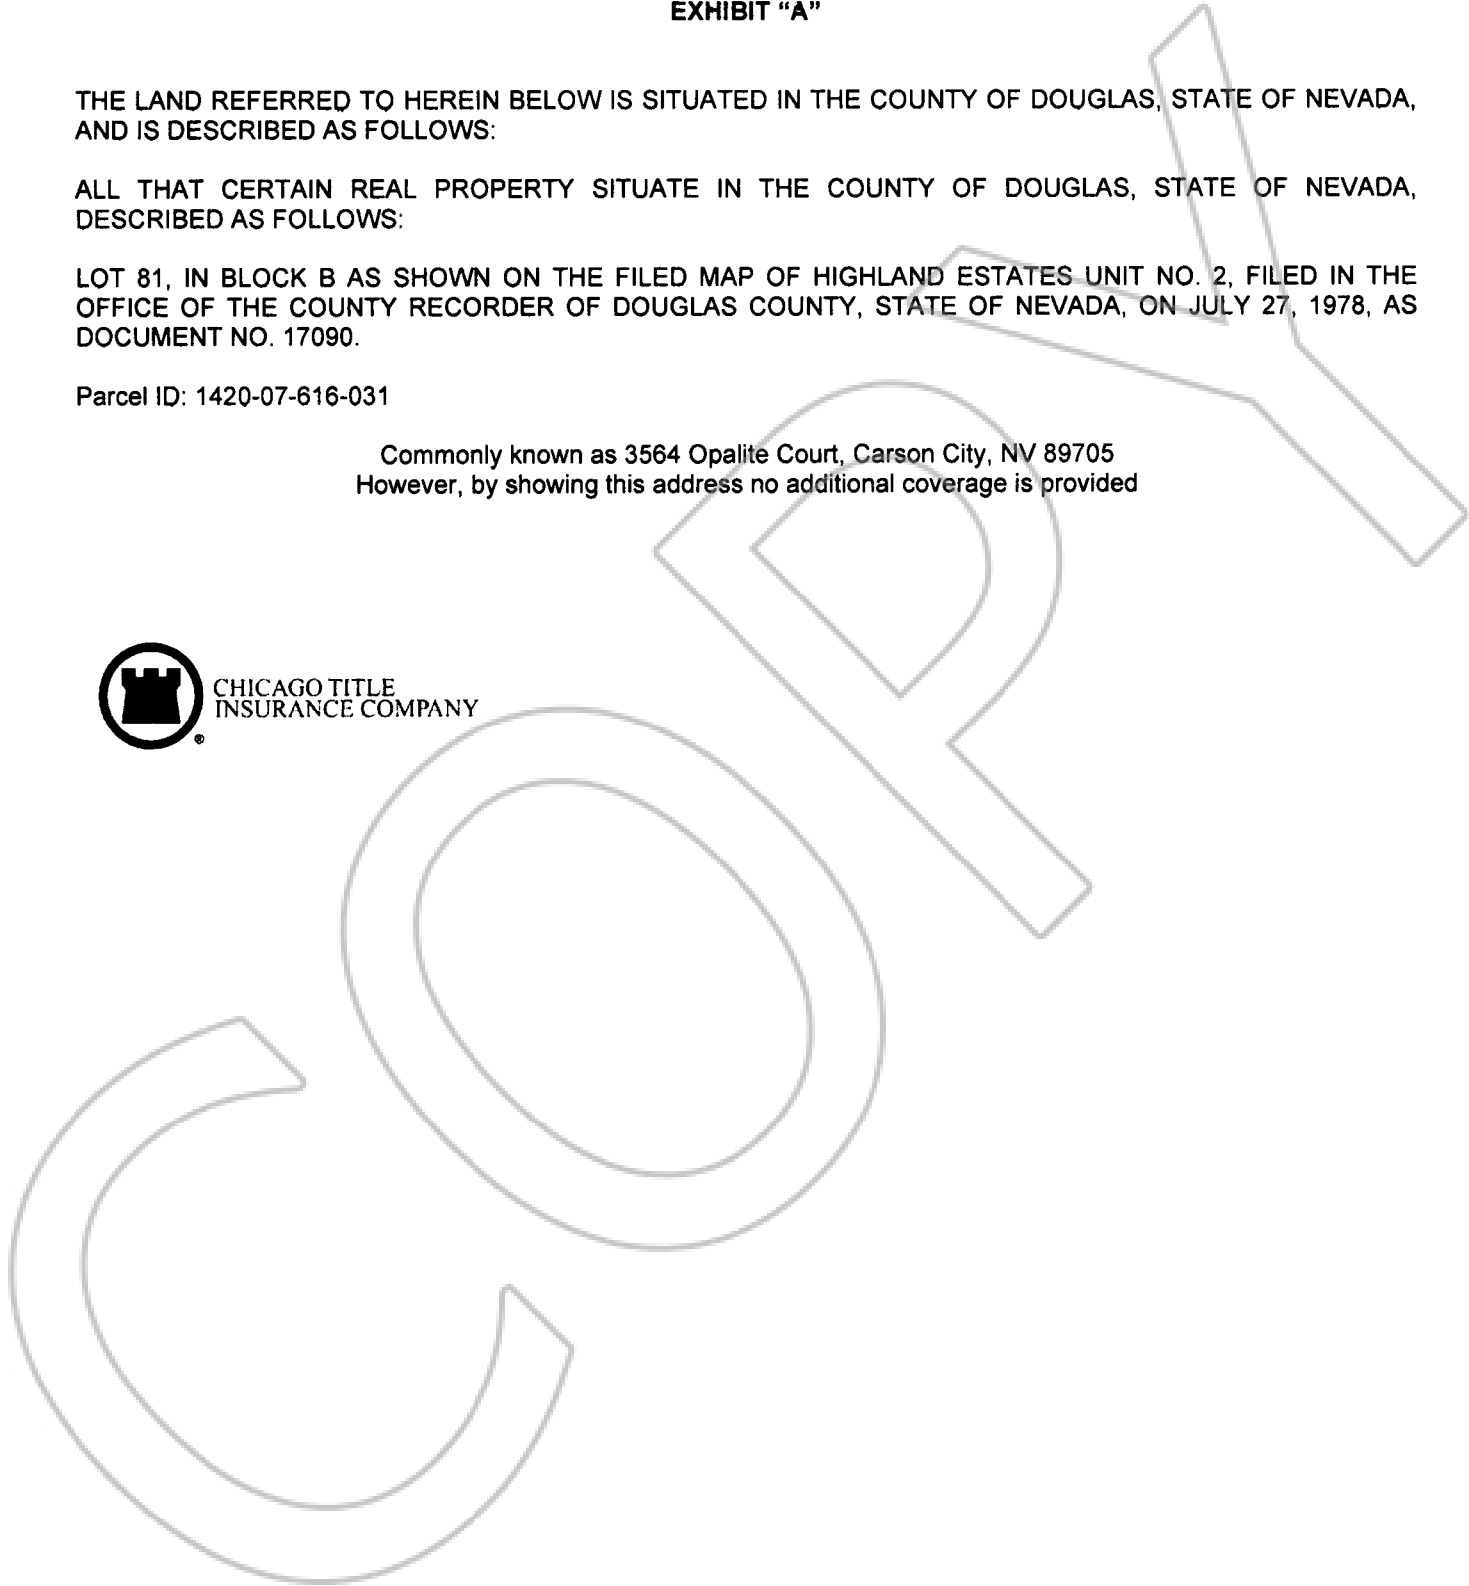 EXHIBIT “A”
THE LAND REFERRED TO HEREIN BELOW IS SITUATED IN THE COUNTY OF DOUGLAS, STATE OF NEVADA,
AND IS DESCRIBED AS FOLLOWS:
ALL THAT CERTAIN REAL PROPERTY SITUATE IN THE COUNTY OF DOUGLAS, STATE OF NEVADA,
DESCRIBED AS FOLLOWS:
LOT 81, IN BLOCK B AS SHOWN ON THE FILED MAP OF HIGHLAND ESTATES UNIT NO. 2, FILED IN THE
OFFICE OF THE COUNTY RECORDER OF DOUGLAS COUNTY, STATE OF NEVADA, ON JULY 27, 1978, AS
DOCUMENT NO. 17090.
Parcel ID: 1420-07-616-031
Commonly known as 3564 Opalite Court, Carson City, NV 89705
However, by showing this address no additional coverage is provided
CHICAGO TITLE
INSURANCE COMPANY
®
COPY